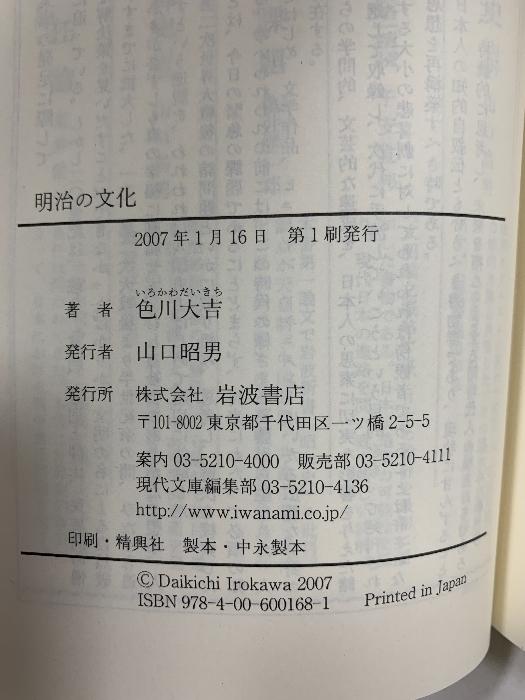 明治の文化
2007年1月16日 第1刷発行
いろかわだいきち
著者 色川大吉
発行者 山口昭男
発行所 株式会社 岩波書店
〒101-8002 東京都千代田区一ツ橋2-5-5
案内 03-5210-4000 販売部 03-5210-4111
現代文庫編集部 03-5210-4136
http://www.iwanami.co.jp/
印刷・精興社 製本・中永製本
© Daikichi Irokawa 2007
ISBN 978-4-00-600168-1 Printed in Japan